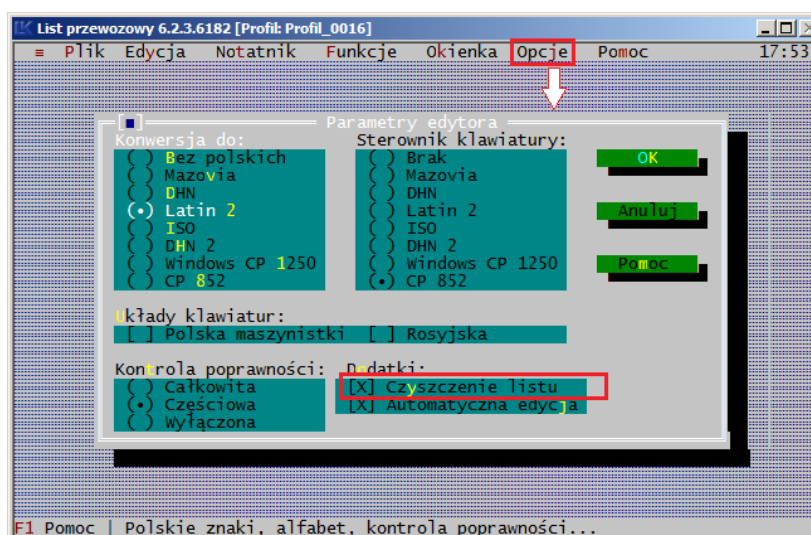 List przewozowy 6.2.3.6182 [Profil: Profil_0016]
≡ Plik Edycja Notatnik Funkcje Okienka Opcje Pomoc 17:53
[■] Parametry edytora
Konwersja do: Sterownik klawiatury:
( ) Bez polskich ( ) Brak OK
( ) Mazovia ( ) Mazovia
( ) DHN ( ) DHN
(•) Latin 2 ( ) Latin 2 Anuluj
( ) ISO ( ) ISO
( ) DHN 2 ( ) DHN 2
( ) Windows CP 1250 ( ) Windows CP 1250 Pomoc
( ) CP 852 (•) CP 852
Układy klawiatur:
[ ] Polska maszynistki [ ] Rosyjska
Kontrola poprawności: Dodatki:
( ) Całkowita [X] Czyszczenie listu
(•) Częściowa [X] Automatyczna edycja
( ) Wyłączona
F1 Pomoc | Polskie znaki, alfabet, kontrola poprawności...